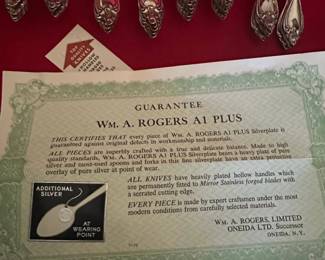 TOP
QUALITY
KNIVES
HOLLOW
HANDLES
GUARANTEE
WM. A. ROGERS A1 PLUS
THIS CERTIFIES THAT every piece of WM. A. ROGERS A1 PLUS Silverplate is
guaranteed against original defects in workmanship and materials.
ALL PIECES are superbly crafted with a true and delicate balance. Made to high
quality standards, WM. A. ROGERS A1 PLUS Silverplate bears a heavy plate of pure
silver and most-used spoons and forks in this fine silverplate have an extra protective
overlay of pure silver at point of wear.
ADDITIONAL
SILVER
AT
WEARING
POINT
ALL KNIVES have heavily plated hollow handles which
are permanently fitted to Mirror Stainless forged blades with
a serrated cutting edge.
EVERY PIECE is made by expert craftsmen under the most
modern conditions from carefully selected materials.
WM. A. ROGERS, LIMITED
ONEIDA LTD. Successor
ONEIDA, N.Y.